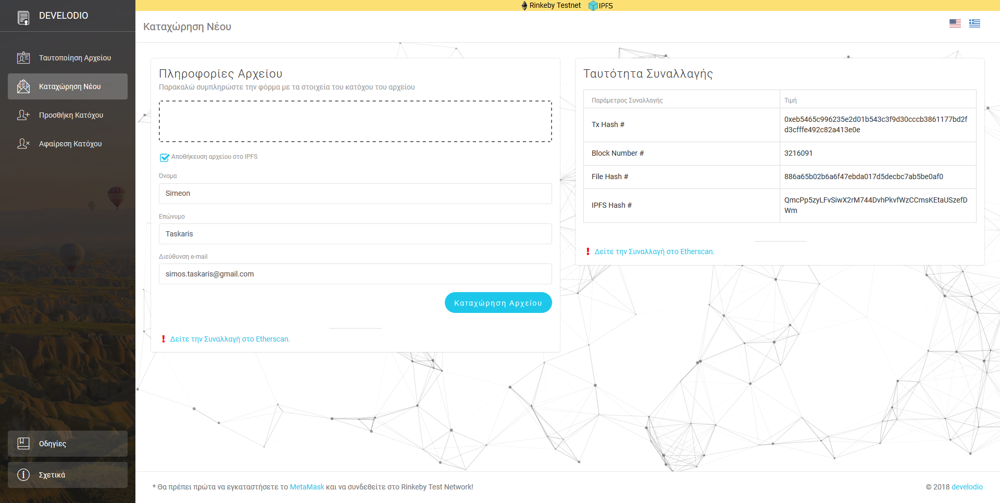 Rinkeby Testnet IPFS
DEVELODIO
Ταυτοποίηση Αρχείου
Καταχώρηση Νέου
Προσθήκη Κατόχου
Αφαίρεση Κατόχου
Οδηγίες
Σχετικά
Καταχώρηση Νέου
Πληροφορίες Αρχείου
Παρακαλώ συμπληρώστε την φόρμα με τα στοιχεία του κατόχου του αρχείου
Αποθήκευση αρχείου στο IPFS
Όνομα
Simeon
Επώνυμο
Taskaris
Διεύθυνση e-mail
simos.taskaris@gmail.com
Καταχώρηση Αρχείου
Δείτε την Συναλλαγή στο Etherscan.
Ταυτότητα Συναλλαγής
Παράμετρος Συναλλαγής Τιμή
Tx Hash # 0xeb5465c996235e2d01b543c3f9d30cccb3861177bd2f
d3cfffe492c82a413e0e
Block Number # 3216091
File Hash # 886a65b02b6a6f47ebda017d5decbc7ab5be0af0
IPFS Hash # QmcPp5zyLFvSiwX2rM744DvhPkvfWzCCmsKEtaUSzefD
Wm
Δείτε την Συναλλαγή στο Etherscan.
* Θα πρέπει πρώτα να εγκαταστήσετε το MetaMask και να συνδεθείτε στο Rinkeby Test Network!
© 2018 develodio